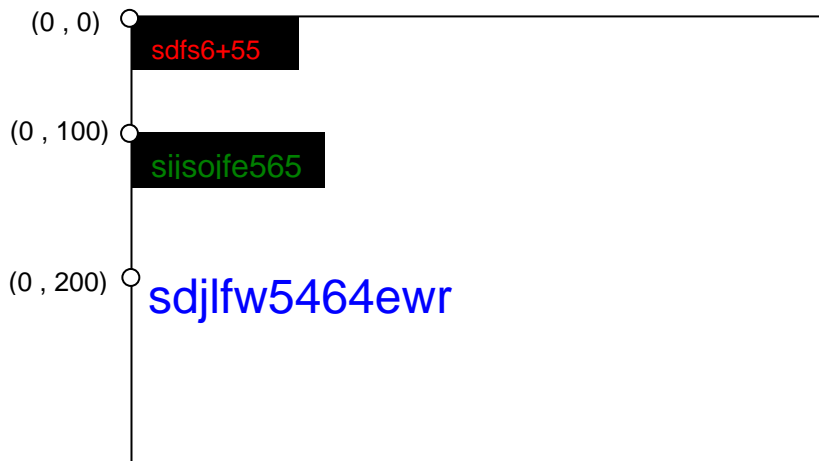 (0 , 0)
sdfs6+55
(0 , 100)
sijsojfe565
(0 , 200)
sdjlfw5464ewr